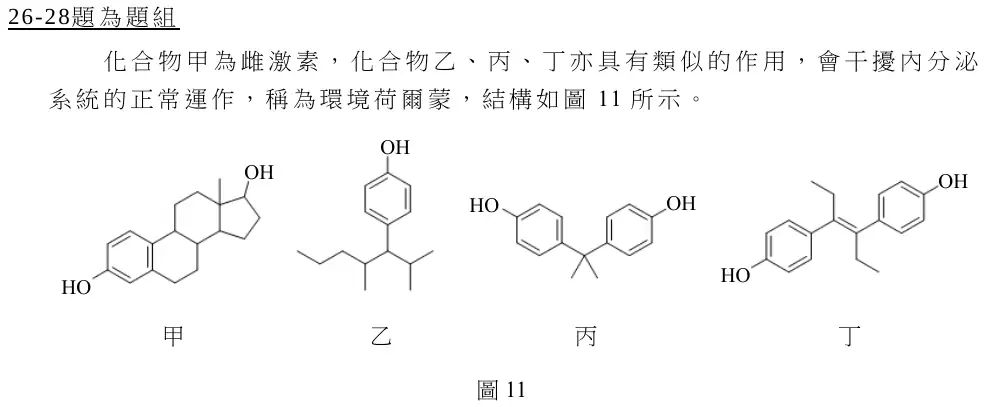 26-28題為題組
化合物甲為雌激素，化合物乙、丙、丁亦具有類似的作用，會干擾內分泌
系統的正常運作，稱為環境荷爾蒙，結構如圖 11 所示。
OH
HO
OH
HO
OH
OH
HO
甲
乙
丙
丁
圖 11